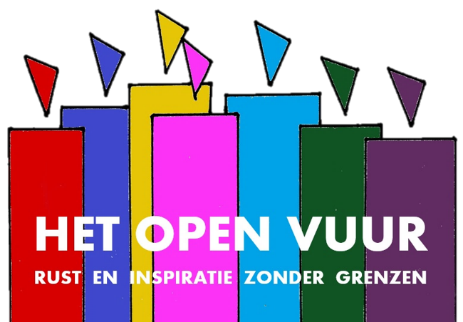 HET OPEN VUUR
RUST EN INSPIRATIE ZONDER GRENZEN